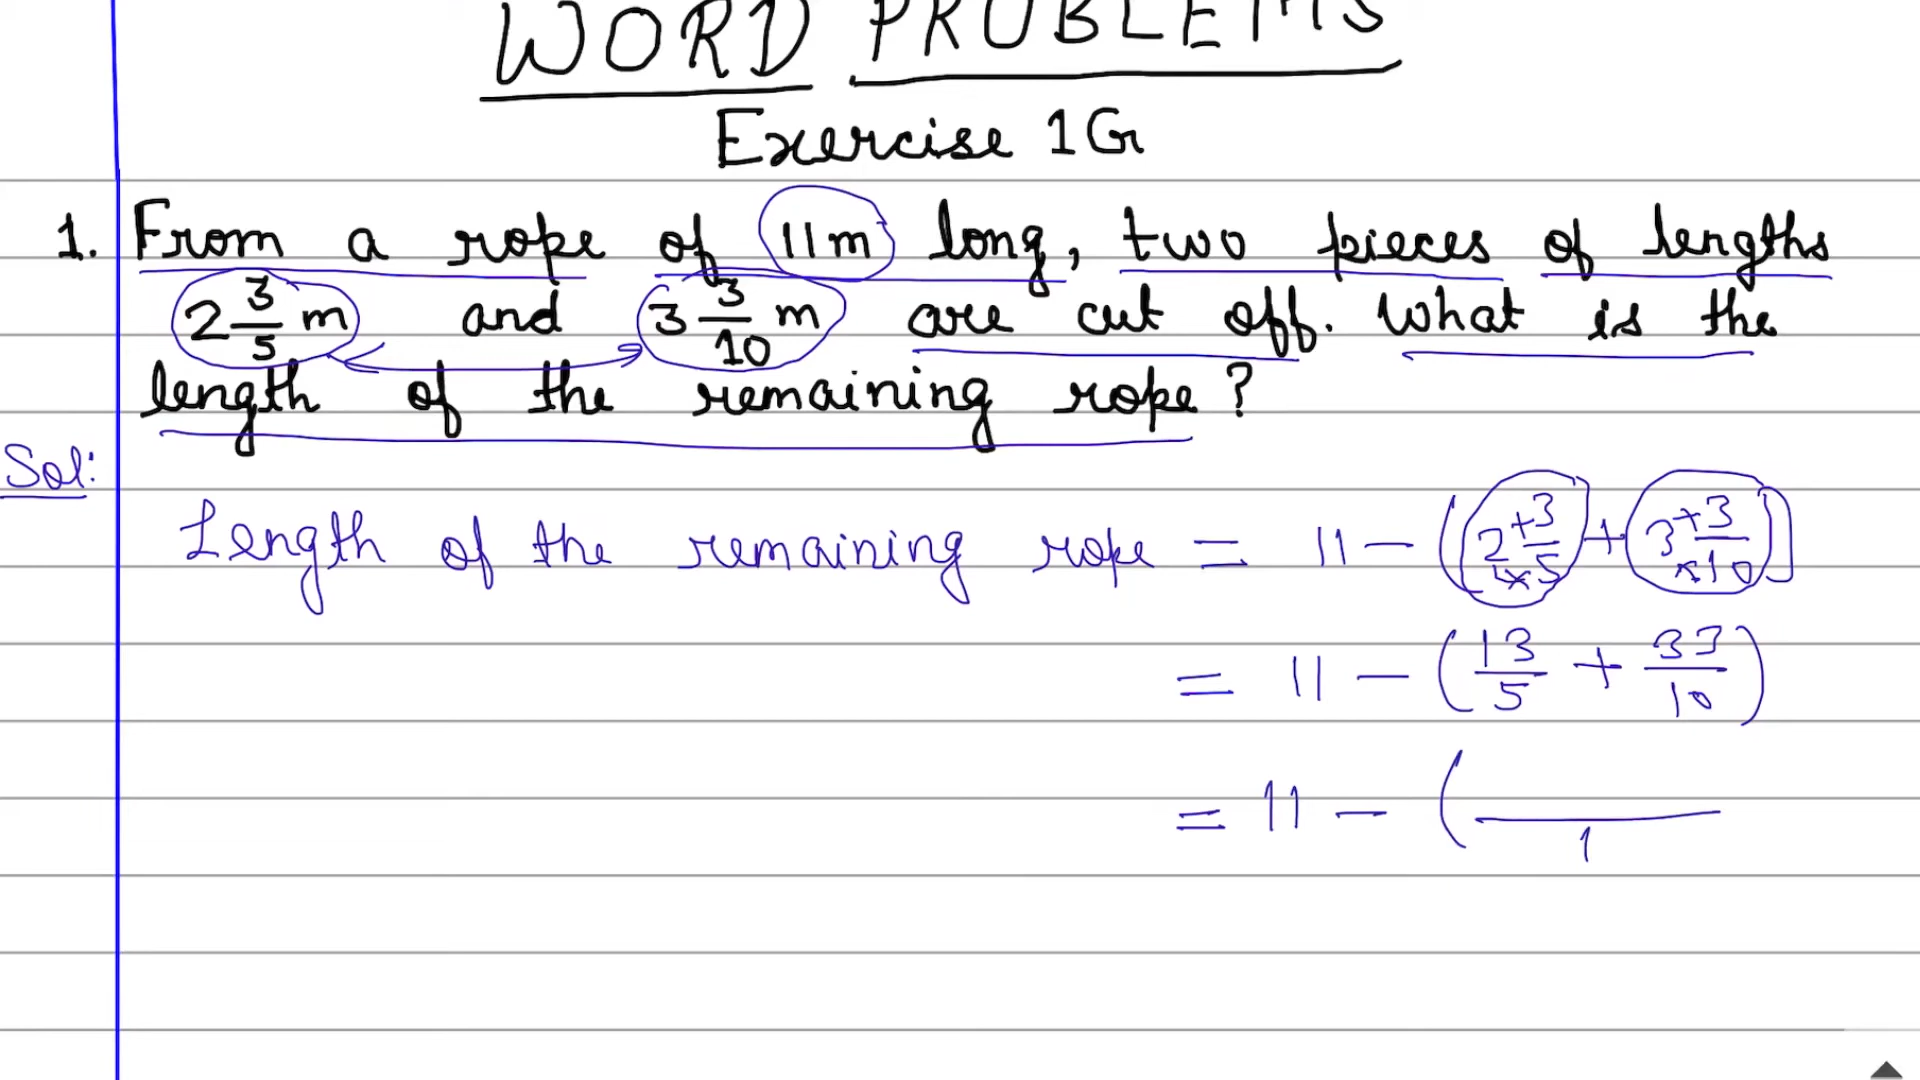 WORD PROBLEMS
Exercise 1G
1. From a rope of 11m long, two pieces of lengths
2 3/5 m and 3 3/10 m are cut off. What is the
length of the remaining rope?
Sol:
Length of the remaining rope = 11 - (2 3/5 + 3 3/10)
= 11 - (13/5 + 33/10)
= 11 - ( /1